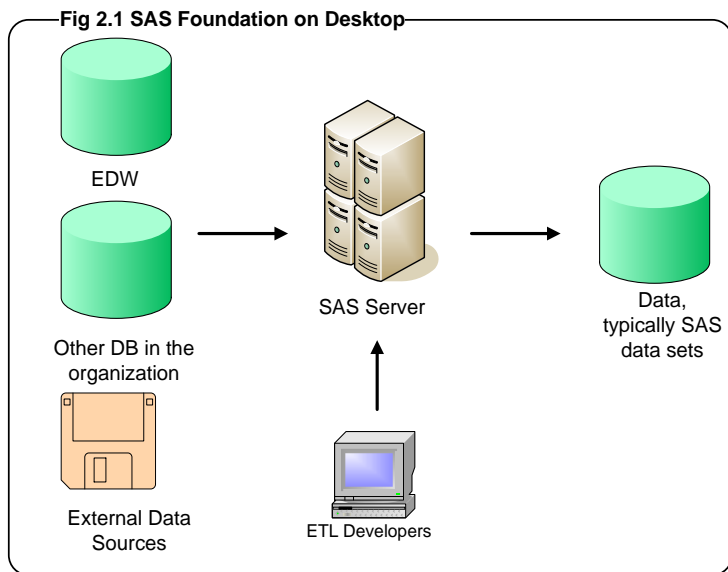 Fig 2.1 SAS Foundation on Desktop
EDW
Other DB in the
organization
External Data
Sources
SAS Server
ETL Developers
Data,
typically SAS
data sets